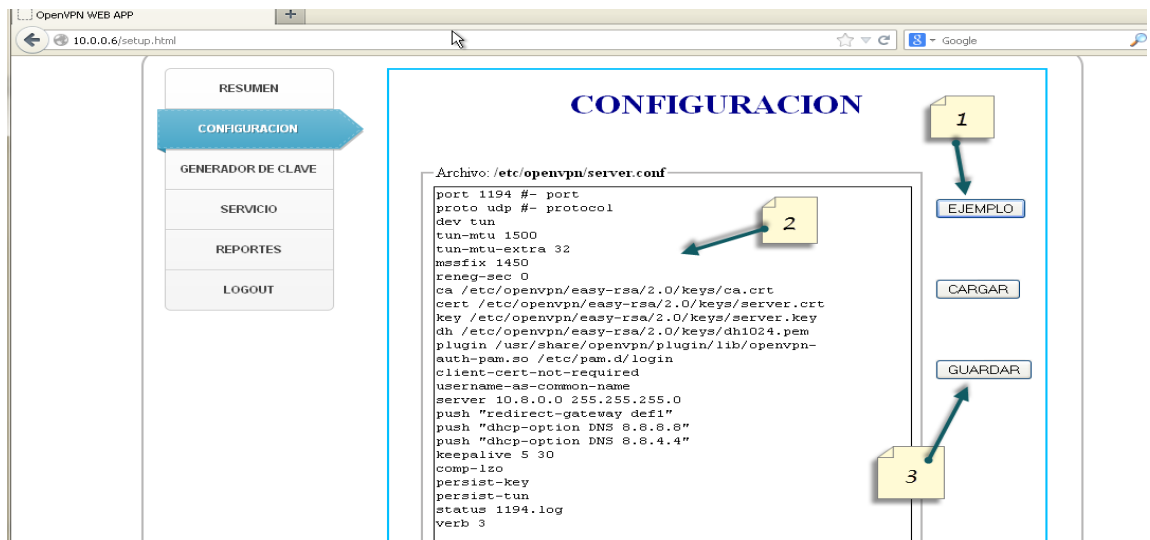 OpenVPN WEB APP
10.0.0.6/setup.html
Google
RESUMEN
CONFIGURACION
GENERADOR DE CLAVE
SERVICIO
REPORTES
LOGOUT
CONFIGURACION
1
Archivo: /etc/openvpn/server.conf
port 1194 #- port
proto udp #- protocol
dev tun
tun-mtu 1500
tun-mtu-extra 32
mssfix 1450
reneg-sec 0
ca /etc/openvpn/easy-rsa/2.0/keys/ca.crt
cert /etc/openvpn/easy-rsa/2.0/keys/server.crt
key /etc/openvpn/easy-rsa/2.0/keys/server.key
dh /etc/openvpn/easy-rsa/2.0/keys/dh1024.pem
plugin /usr/share/openvpn/plugin/lib/openvpn-
auth-pam.so /etc/pam.d/login
client-cert-not-required
username-as-common-name
server 10.8.0.0 255.255.255.0
push "redirect-gateway def1"
push "dhcp-option DNS 8.8.8.8"
push "dhcp-option DNS 8.8.4.4"
keepalive 5 30
comp-lzo
persist-key
persist-tun
status 1194.log
verb 3
2
EJEMPLO
CARGAR
GUARDAR
3